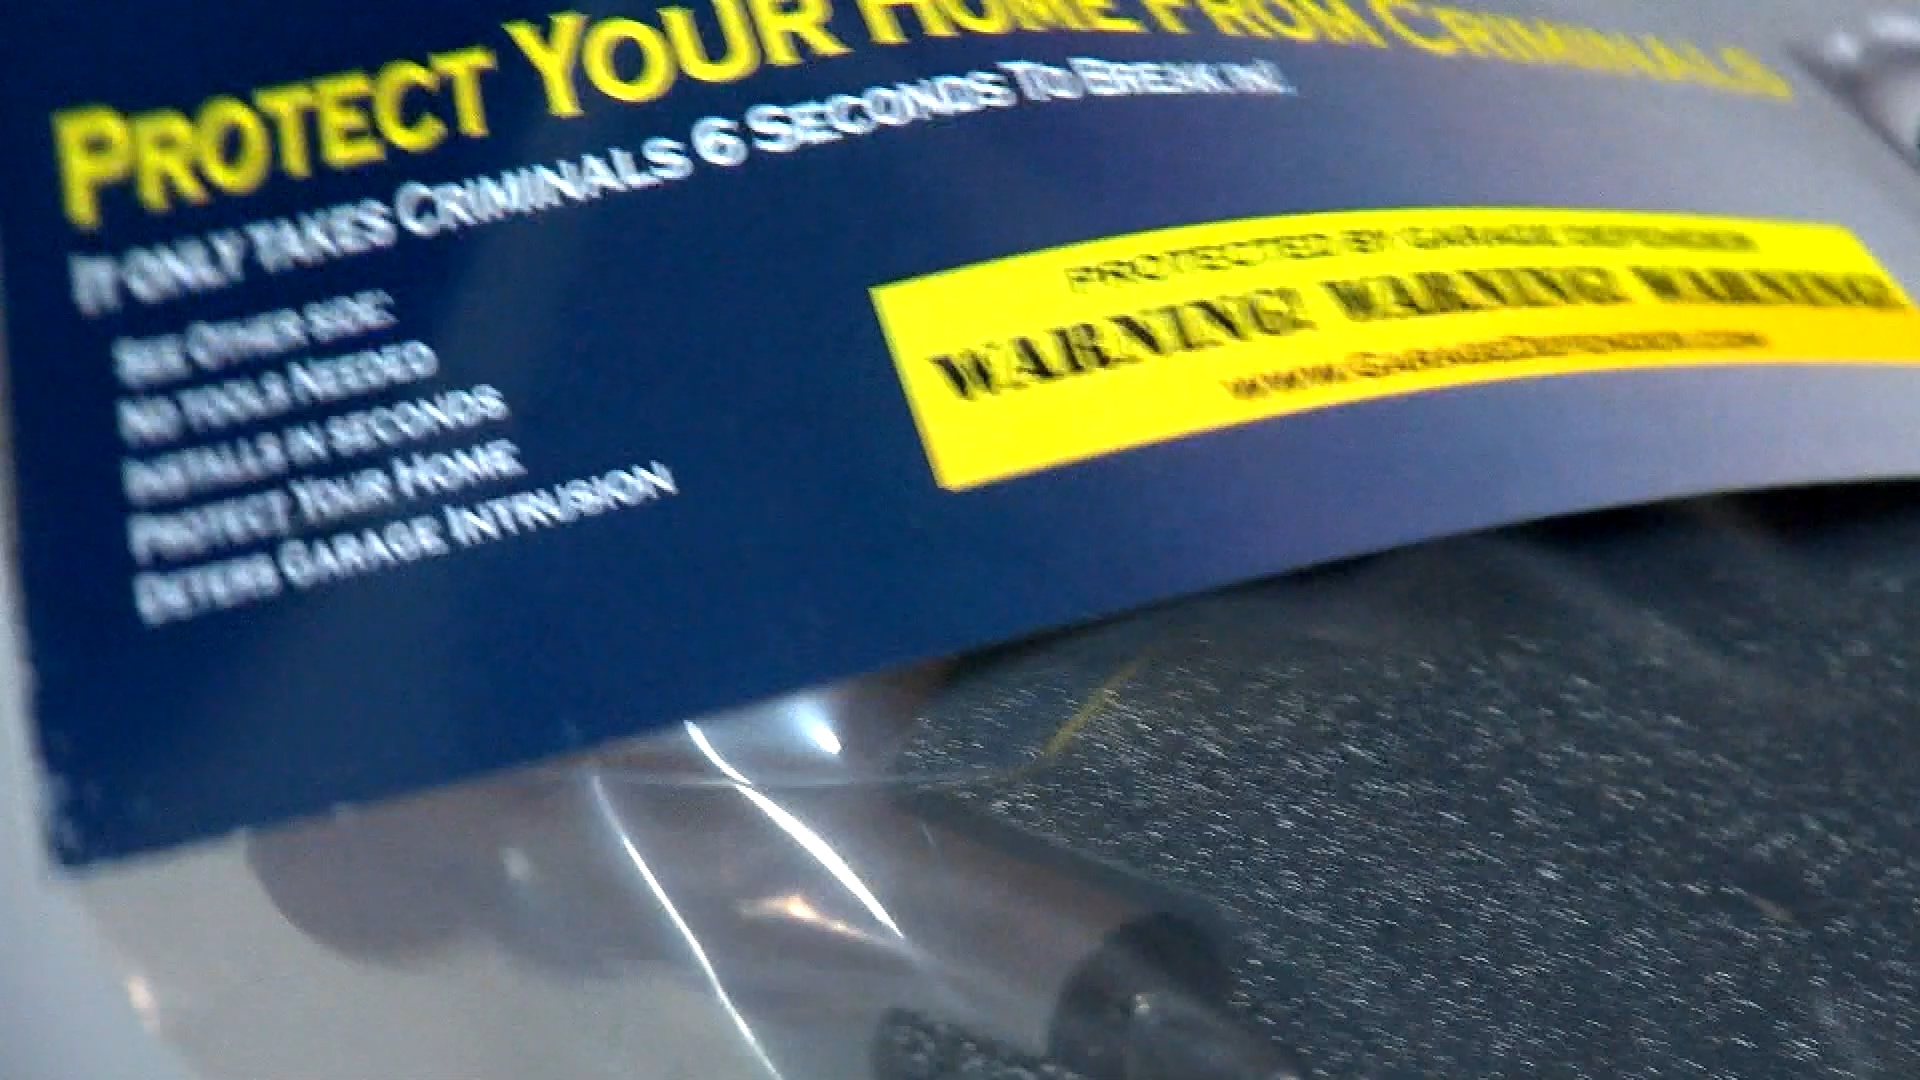 PROTECT YOUR HOME FROM CRIMINALS
IT ONLY TAKES CRIMINALS 6 SECONDS TO BREAK IN!
SEE OTHER SIDE
NO TOOLS NEEDED
INSTALLS IN SECONDS
PROTECT YOUR HOME
DETERS GARAGE INTRUSION
PROTECTED BY GARAGE DEFENDER
WARNING! WARNING! WARNING!
WWW.GARAGEDEFENDER.COM